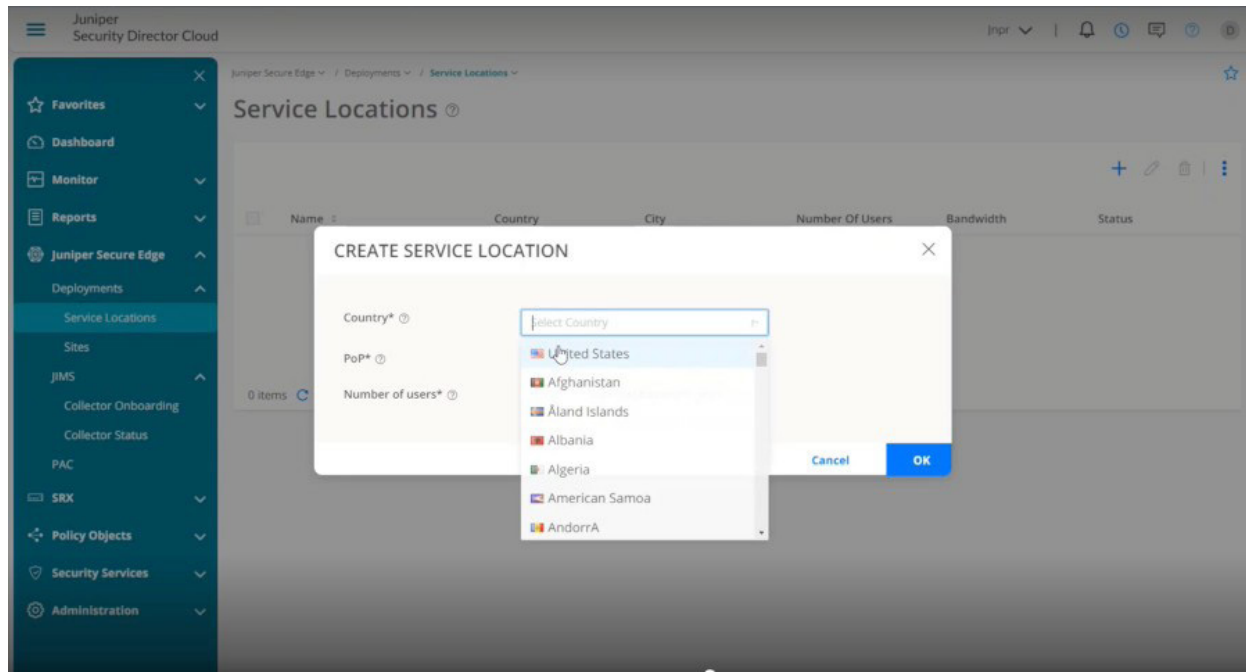 Juniper
Security Director Cloud
jnpr
D
Juniper Secure Edge / Deployments / Service Locations
Favorites
Dashboard
Monitor
Reports
Juniper Secure Edge
Deployments
Service Locations
Sites
JIMS
Collector Onboarding
Collector Status
PAC
SRX
Policy Objects
Security Services
Administration
Service Locations
Name Country City Number Of Users Bandwidth Status
0 items
CREATE SERVICE LOCATION
Country*
Select Country
PoP*
Number of users*
United States
Afghanistan
Åland Islands
Albania
Algeria
American Samoa
AndorrA
Cancel OK